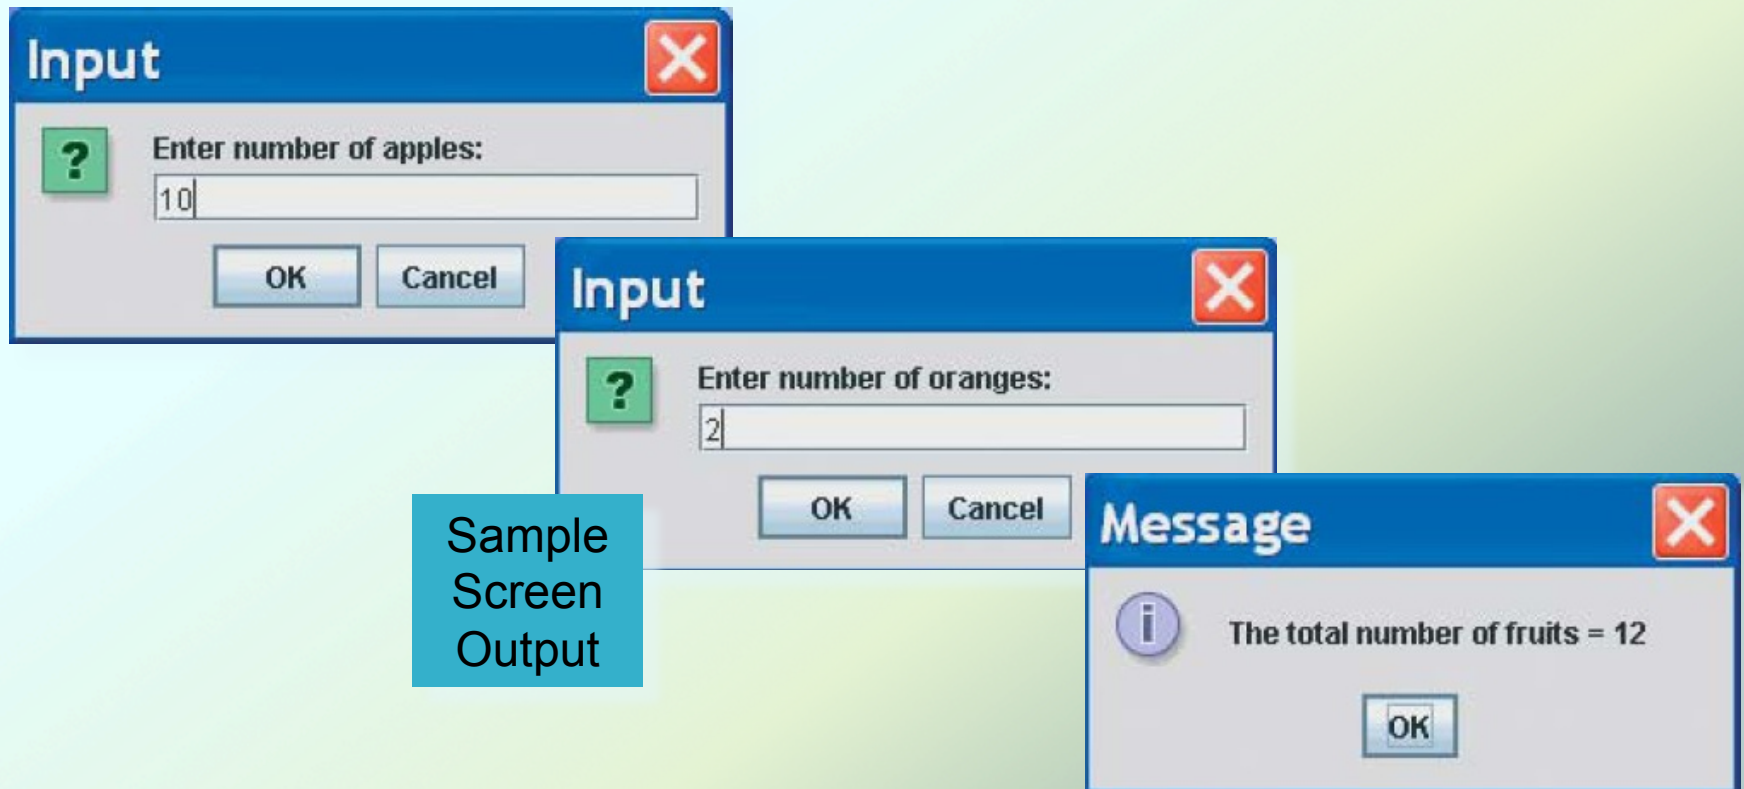 Input
?
Enter number of apples:
10
OK Cancel
Input
?
Enter number of oranges:
2
OK Cancel
Sample
Screen
Output
Message
i
The total number of fruits = 12
OK